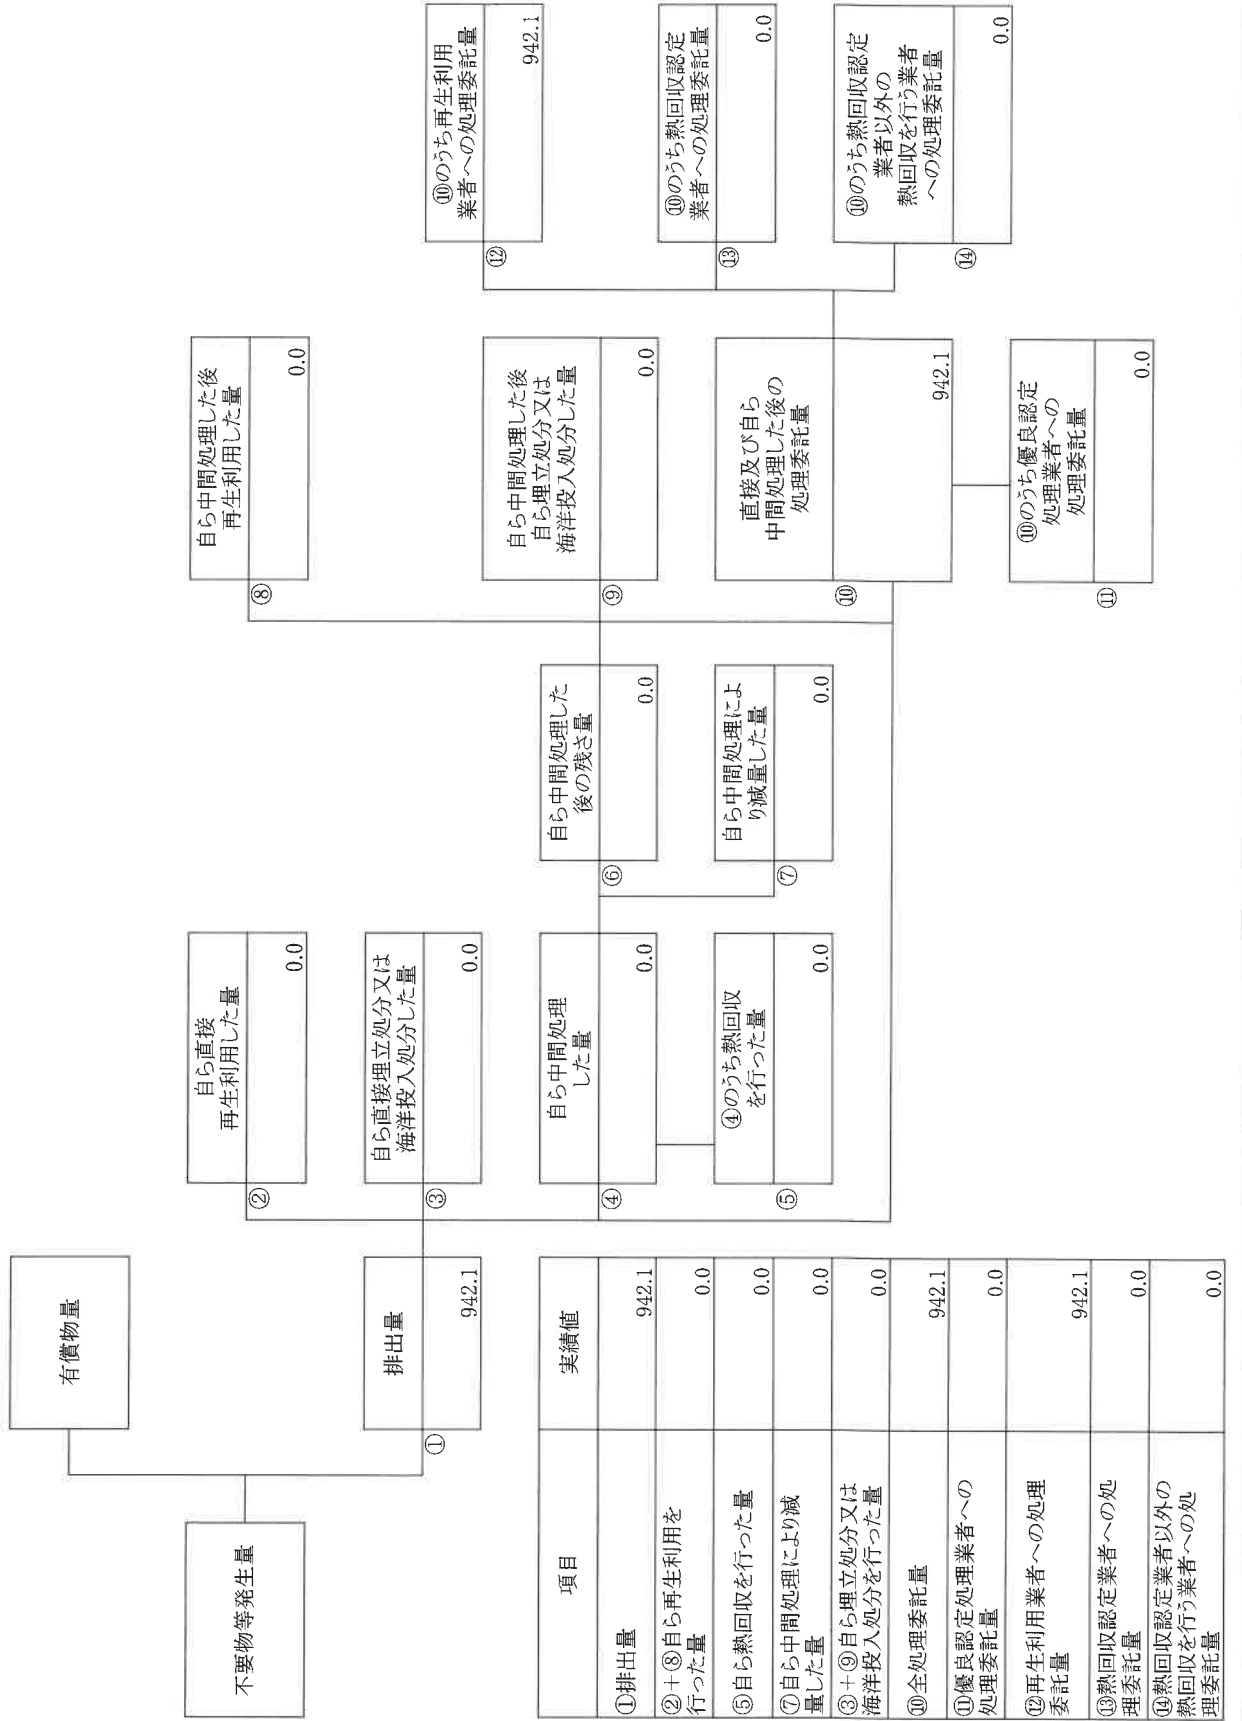 不要物等発生量
有償物量
排出量
①
942.1
自ら直接
再生利用した量
②
0.0
自ら直接埋立処分又は
海洋投入処分した量
③
0.0
自ら中間処理
した量
④
0.0
④のうち熱回収
を行った量
⑤
0.0
自ら中間処理した
後の残さ量
⑥
0.0
自ら中間処理によ
り減量した量
⑦
0.0
自ら中間処理した後
再生利用した量
⑧
0.0
自ら中間処理した後
自ら埋立処分又は
海洋投入処分した量
⑨
0.0
直接及び自ら
中間処理した後の
処理委託量
⑩
942.1
⑩のうち優良認定
処理業者への
処理委託量
⑪
0.0
⑩のうち再生利用
業者への処理委託量
⑫
942.1
⑩のうち熱回収認定
業者への処理委託量
⑬
0.0
⑩のうち熱回収認定
業者以外の
熱回収を行う業者
への処理委託量
⑭
0.0
項目 実績値
①排出量 942.1
②+⑧自ら再生利用を
行った量 0.0
⑤自ら熱回収を行った量 0.0
⑦自ら中間処理により減
量した量 0.0
③+⑨自ら埋立処分又は
海洋投入処分を行った量 0.0
⑩全処理委託量 942.1
⑪優良認定処理業者への
処理委託量 0.0
⑫再生利用業者への処理
委託量 942.1
⑬熱回収認定業者への処
理委託量 0.0
⑭熱回収認定業者以外の
熱回収を行う業者への処
理委託量 0.0